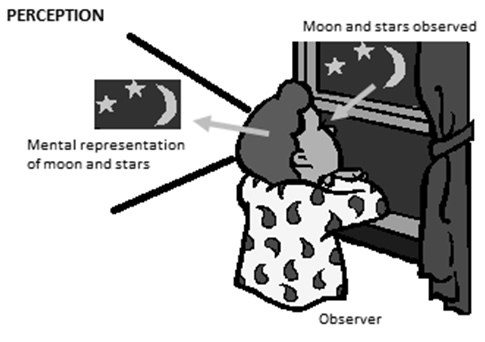 PERCEPTION
Moon and stars observed
Mental representation
of moon and stars
Observer